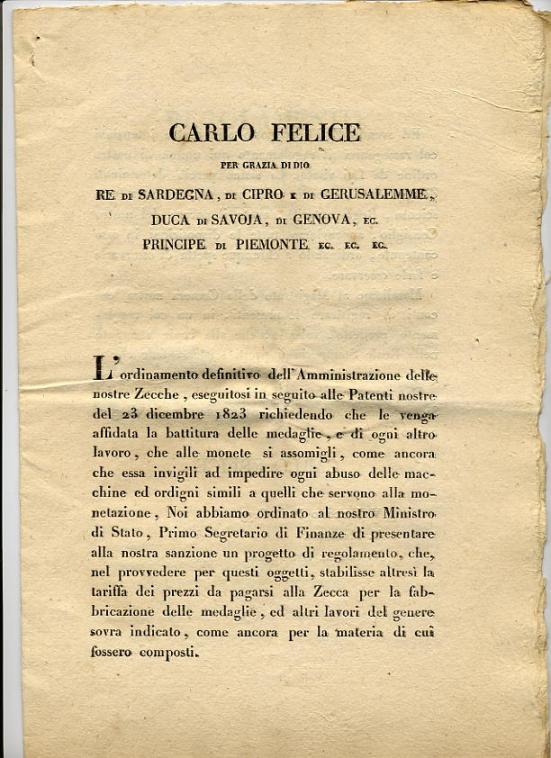 CARLO FELICE
PER GRAZIA DI DIO
RE DI SARDEGNA, DI CIPRO E DI GERUSALEMME,
DUCA DI SAVOJA, DI GENOVA, EC.
PRINCIPE DI PIEMONTE EC. EC. EC.
L'ordinamento definitivo dell'Amministrazione delle
nostre Zecche, eseguitosi in seguito alle Patenti nostre
del 23 dicembre 1823 richiedendo che le venga
affidata la battitura delle medaglie, e di ogni altro
lavoro, che alle monete si assomigli, come ancora
che essa invigili ad impedire ogni abuso delle mac-
chine ed ordigni simili a quelli che servono alla mo-
netazione, Noi abbiamo ordinato al nostro Ministro
di Stato, Primo Segretario di Finanze di presentare
alla nostra sanzione un progetto di regolamento, che,
nel provvedere per questi oggetti, stabilisse altresì la
tariffa dei prezzi da pagarsi alla Zecca per la fab-
bricazione delle medaglie, ed altri lavori del genere
sovra indicato, come ancora per la materia di cui
fossero composti.